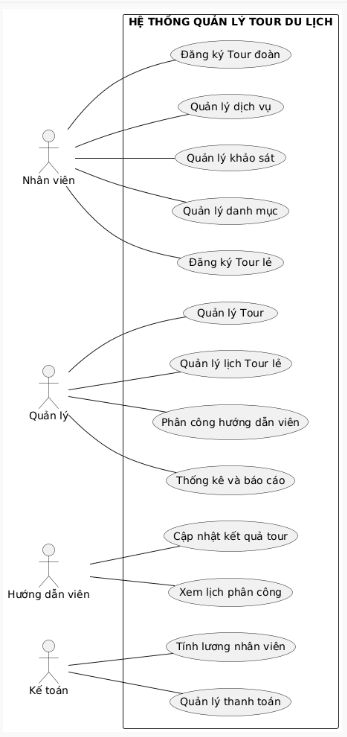 HỆ THỐNG QUẢN LÝ TOUR DU LỊCH
Đăng ký Tour đoàn
Quản lý dịch vụ
Quản lý khảo sát
Nhân viên
Quản lý danh mục
Đăng ký Tour lẻ
Quản lý Tour
Quản lý lịch Tour lẻ
Quản lý
Phân công hướng dẫn viên
Thống kê và báo cáo
Cập nhật kết quả tour
Hướng dẫn viên
Xem lịch phân công
Tính lương nhân viên
Kế toán
Quản lý thanh toán